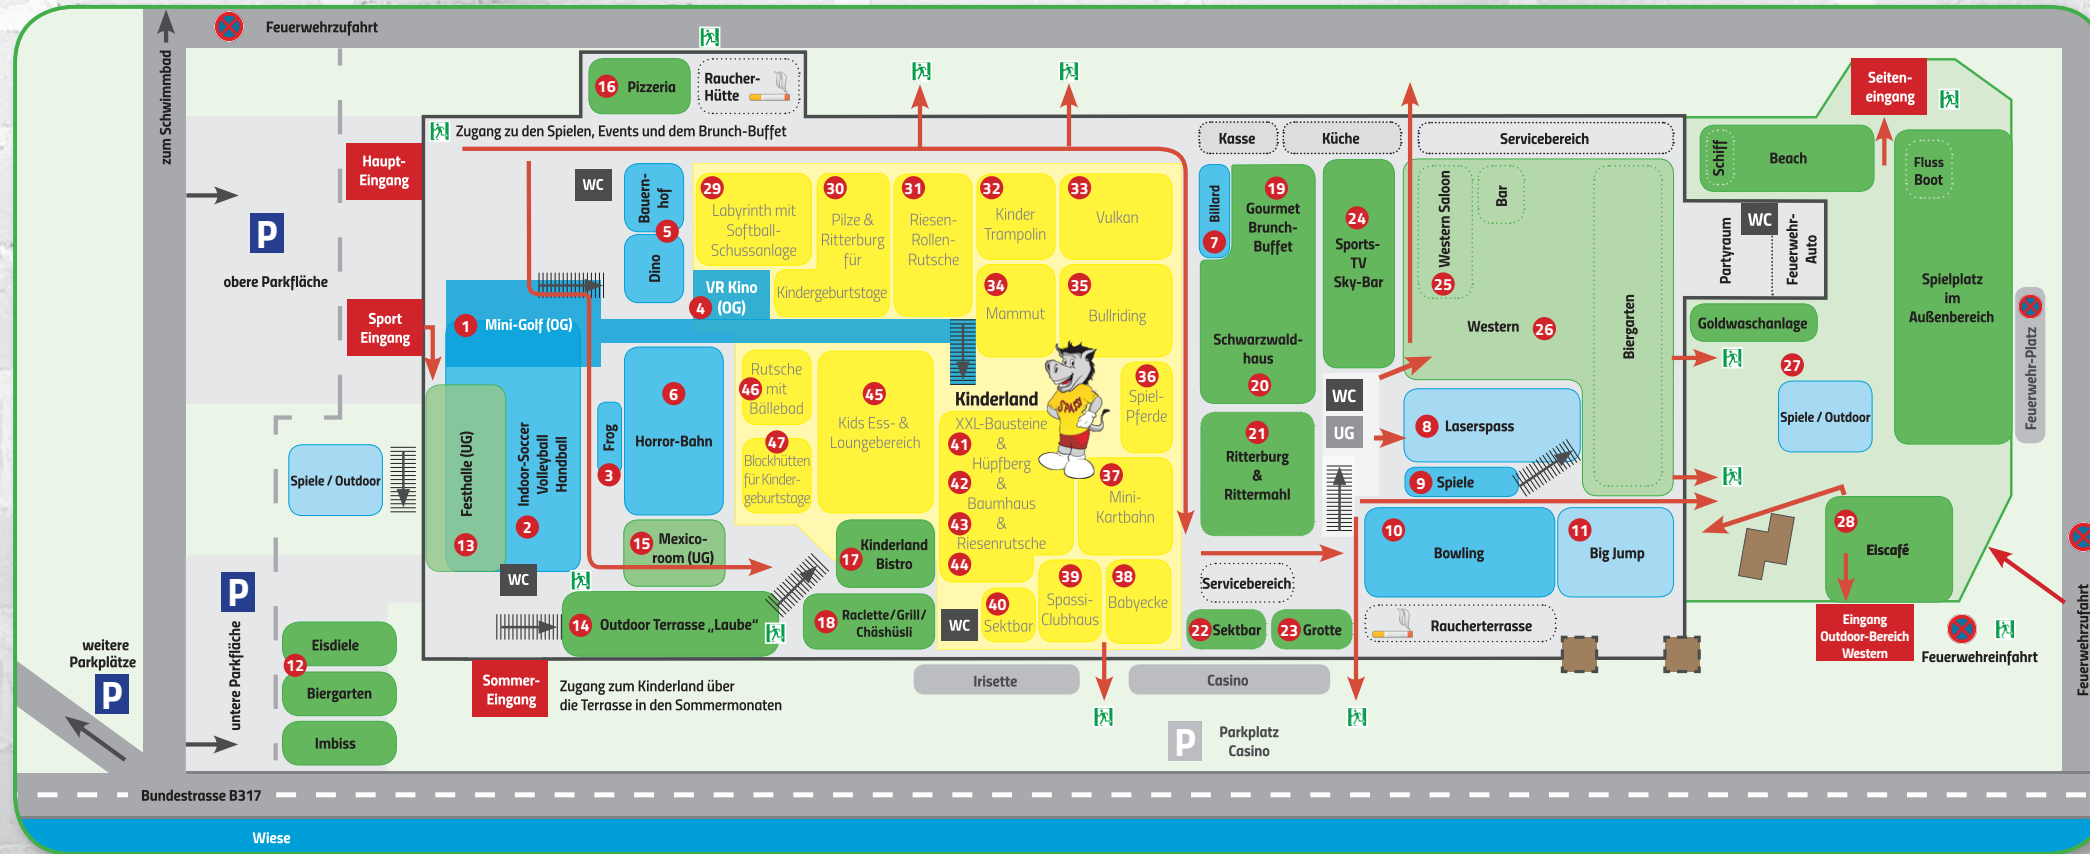 Feuerwehrzufahrt
zum Schwimmbad
16 Pizzeria
Raucher-
Hütte
Zugang zu den Spielen, Events und dem Brunch-Buffet
Haupt-
Eingang
P
obere Parkfläche
Sport
Eingang
WC
Bauern-
hof
5
Dino
29
Labyrinth mit
Softball-
Schussanlage
30
Pilze &
Ritterburg
für
Kindergeburtstage
31
Riesen-
Rollen-
Rutsche
32
Kinder
Trampolin
33
Vulkan
34
Mammut
35
Bullriding
VR Kino
4 (OG)
1 Mini-Golf (OG)
Festhalle (UG)
13
Indoor-Soccer
Volleyball
Handball
2
Frog
3
6
Horror-Bahn
Rutsche
46 mit
Bällebad
47
Blockhütten
für Kinder-
geburtstage
45
Kids Ess- &
Loungebereich
Kinderland
SPASSI
XXL-Bausteine
41 &
Hüpfberg
42 &
Baumhaus
43 &
Riesenrutsche
44
36
Spiel-
Pferde
37
Mini-
Kartbahn
38
Babyecke
39
Spassi-
Clubhaus
40
Sektbar
WC
15 Mexico-
room (UG)
17 Kinderland
Bistro
18 Raclette/Grill/
Chäshüsli
WC
14 Outdoor Terrasse „Laube“
Sommer-
Eingang
Zugang zum Kinderland über
die Terrasse in den Sommermonaten
Spiele / Outdoor
P
untere Parkfläche
weitere
Parkplätze
P
Eisdiele
12
Biergarten
Imbiss
Kasse
Küche
Servicebereich
Billard
7
19
Gourmet
Brunch-
Buffet
Schwarzwald-
haus
20
21
Ritterburg
&
Rittermahl
24
Sports-
TV
Sky-Bar
WC
UG
Western Saloon
25
Bar
Western 26
Biergarten
8 Laserspass
9 Spiele
10
Bowling
11
Big Jump
Servicebereich
22 Sektbar
23 Grotte
Raucherterrasse
Irisette
Casino
P
Parkplatz
Casino
Seiten-
eingang
Schiff
Beach
Fluss
Boot
Partyraum
WC
Feuerwehr-
Auto
Goldwaschanlage
27
Spiele / Outdoor
Spielplatz
im
Außenbereich
Feuerwehr-Platz
28
Eiscafé
Eingang
Outdoor-Bereich
Western
Feuerwehreinfahrt
Feuerwehrzufahrt
Bundestrasse B317
Wiese